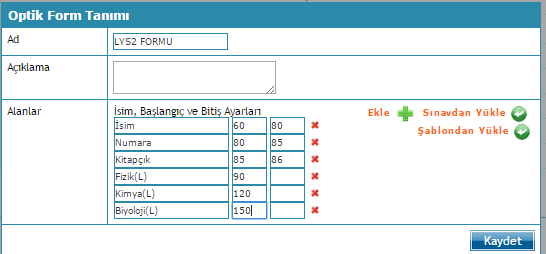 Optik Form Tanımı
Ad
LYS2 FORMU
Açıklama
Alanlar
İsim, Başlangıç ve Bitiş Ayarları
Ekle Sınavdan Yükle
Şablondan Yükle
İsim 60 80
Numara 80 85
Kitapçık 85 86
Fizik(L) 90
Kimya(L) 120
Biyoloji(L) 150
Kaydet